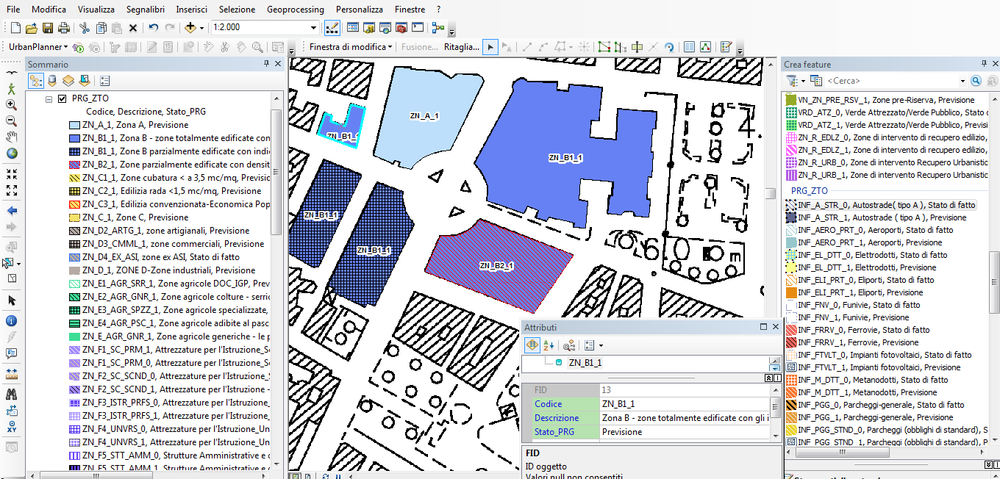 File Modifica Visualizza Segnalibri Inserisci Selezione Geoprocessing Personalizza Finestre ?
1:2.000
UrbanPlanner Finestra di modifica Fusione... Ritaglia...
Sommario
PRG_ZTO
Codice, Descrizione, Stato_PRG
ZN_A_1, Zona A, Previsione
ZN_B1_1, Zona B - zone totalmente edificate con
ZN_B1_1, Zone B parzialmente edificate con indic
ZN_B2_1, Zone parzialmente edificate con densit
ZN_C1_1, Zone cubatura < a 3,5 mc/mq, Previsic
ZN_C2_1, Edilizia rada <1,5 mc/mq, Previsione
ZN_C3_1, Edilizia convenzionata-Economica Pop
ZN_C_1, Zone C, Previsione
ZN_D2_ARTG_1, zone artigianali, Previsione
ZN_D3_CMML_1, zone commerciali, Previsione
ZN_D4_EX_ASI, zone ex ASI, Stato di fatto
ZN_D_1, ZONE D-Zone industriali, Previsione
ZN_E1_AGR_SRR_1, Zone agricole DOC_IGP, Prev
ZN_E2_AGR_GNR_1, Zone agricole colture - serric
ZN_E3_AGR_SPZZ_1, Zone agricole specializzate,
ZN_E4_AGR_PSC_1, Zone agricole adibite al pasc
ZN_E_AGR_GNR_1, Zone agricole generiche - le p
ZN_F1_SC_PRM_1, Attrezzature per l'Istruzione_Sc
ZN_F1_SC_PRM_0, Attrezzature per l'Istruzione_Sc
ZN_F2_SC_SCND_0, Attrezzature per l'Istruzione_
ZN_F2_SC_SCND_1, Attrezzature per l'Istruzione -
ZN_F3_ISTR_PRFS_0, Attrezzature per l'Istruzione_
ZN_F3_ISTR_PRFS_1, Attrezzature per l'Istruzione_
ZN_F4_UNVRS_0, Attrezzature per l'Istruzione_Un
ZN_F4_UNVRS_1, Attrezzature per l'Istruzione_Un
ZN_F5_STT_AMM_0, Strutture Amministrative e d
ZN_F5_STT_AMM_1, Strutture Amministrative e d
ZN_A_1
ZN_B1_1
ZN_B1_1
ZN_B1_1
ZN_B1_1
ZN_B2_1
Attributi
ZN_B1_1
FID 13
Codice ZN_B1_1
Descrizione Zona B - zone totalmente edificate con gli i
Stato_PRG Previsione
FID
ID oggetto
Valori null non consentiti
Crea feature
<Cerca>
VN_ZN_PRE_RSV_1, Zone pre-Riserva, Previsione
VRD_ATZ_0, Verde Attrezzato/Verde Pubblico, Stato d
VRD_ATZ_1, Verde Attrezzato/Verde Pubblico, Previsi
ZN_R_EDLZ_0, Zone di intervento di recupero edilizio,
ZN_R_EDLZ_1, Zone di intervento di recupero edilizio,
ZN_R_URB_0, Zone di intervento Recupero Urbanistic
ZN_R_URB_1, Zone di intervento Recupero Urbanistic
PRG_ZTO
INF_A_STR_0, Autostrade( tipo A ), Stato di fatto
INF_A_STR_1, Autostrade ( tipo A ), Previsione
INF_AERO_PRT_0, Aeroporti, Stato di fatto
INF_AERO_PRT_1, Aeroporti, Previsione
INF_EL_DTT_0, Elettrodotti, Stato di fatto
INF_EL_DTT_1, Elettrodotti, Previsione
INF_ELI_PRT_0, Eliporti, Stato di fatto
INF_ELI_PRT_1, Eliporti, Previsione
INF_FNV_0, Funivie, Stato di fatto
INF_FNV_1, Funivie, Previsione
INF_FRRV_0, Ferrovie, Stato di fatto
INF_FRRV_1, Ferrovie, Previsione
INF_FTVLT_0, Impianti fotovoltaici, Stato di fatto
INF_FTVLT_1, Impianti fotovoltaici, Previsione
INF_M_DTT_0, Metanodotti, Stato di fatto
INF_M_DTT_1, Metanodotti, Previsione
INF_PGG_0, Parcheggi-generale, Stato di fatto
INF_PGG_1, Parcheggi-generale, Previsione
INF_PGG_STND_0, Parcheggi (obblighi di standard), S
INF_PGG_STND_1, Parcheggi (obblighi di standard), P